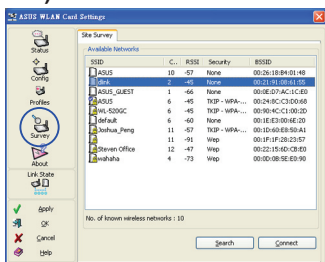 ASUS WLAN Card Settings
Status
Config
Profiles
Survey
About
Link State
Apply
OK
Cancel
Help
Site Survey
Available Networks
SSID C.. RSSI Security BSSID
ASUS 10 -57 None 00:26:18:B4:01:48
dlink 2 -45 None 00:21:91:08:61:55
ASUS_GUEST 1 -66 None 00:0E:D7:AC:1C:E0
ASUS 6 -45 TKIP - WPA-... 00:24:8C:C3:D0:68
WL-520GC 6 -45 TKIP - WPA-... 00:90:4C:C1:00:2D
default 6 -60 None 00:1E:E3:00:6E:20
Joshua_Peng 11 -57 TKIP - WPA-... 00:1D:60:E8:50:A1
11 -91 Wep 00:1F:1F:28:23:57
Steven Office 12 -47 Wep 00:22:15:6D:CB:E0
wahaha 4 -73 Wep 00:0D:0B:5E:E0:90
No. of known wireless networks : 10
Search Connect